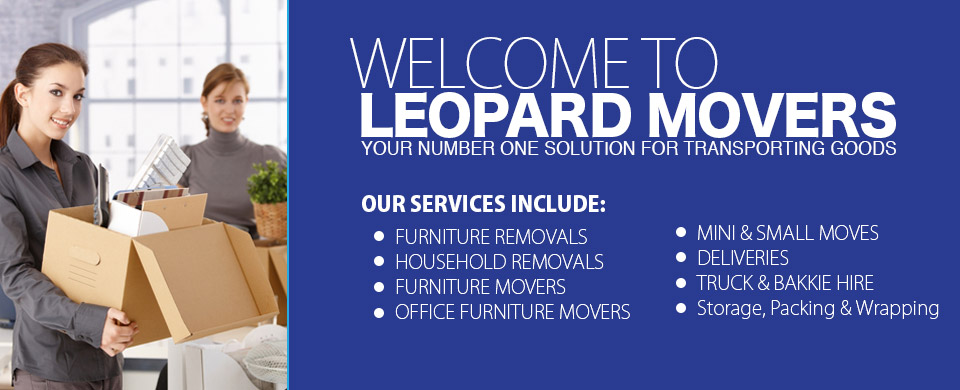 WELCOME TO
LEOPARD MOVERS
YOUR NUMBER ONE SOLUTION FOR TRANSPORTING GOODS
OUR SERVICES INCLUDE:
● FURNITURE REMOVALS
● HOUSEHOLD REMOVALS
● FURNITURE MOVERS
● OFFICE FURNITURE MOVERS
● MINI & SMALL MOVES
● DELIVERIES
● TRUCK & BAKKIE HIRE
● Storage, Packing & Wrapping